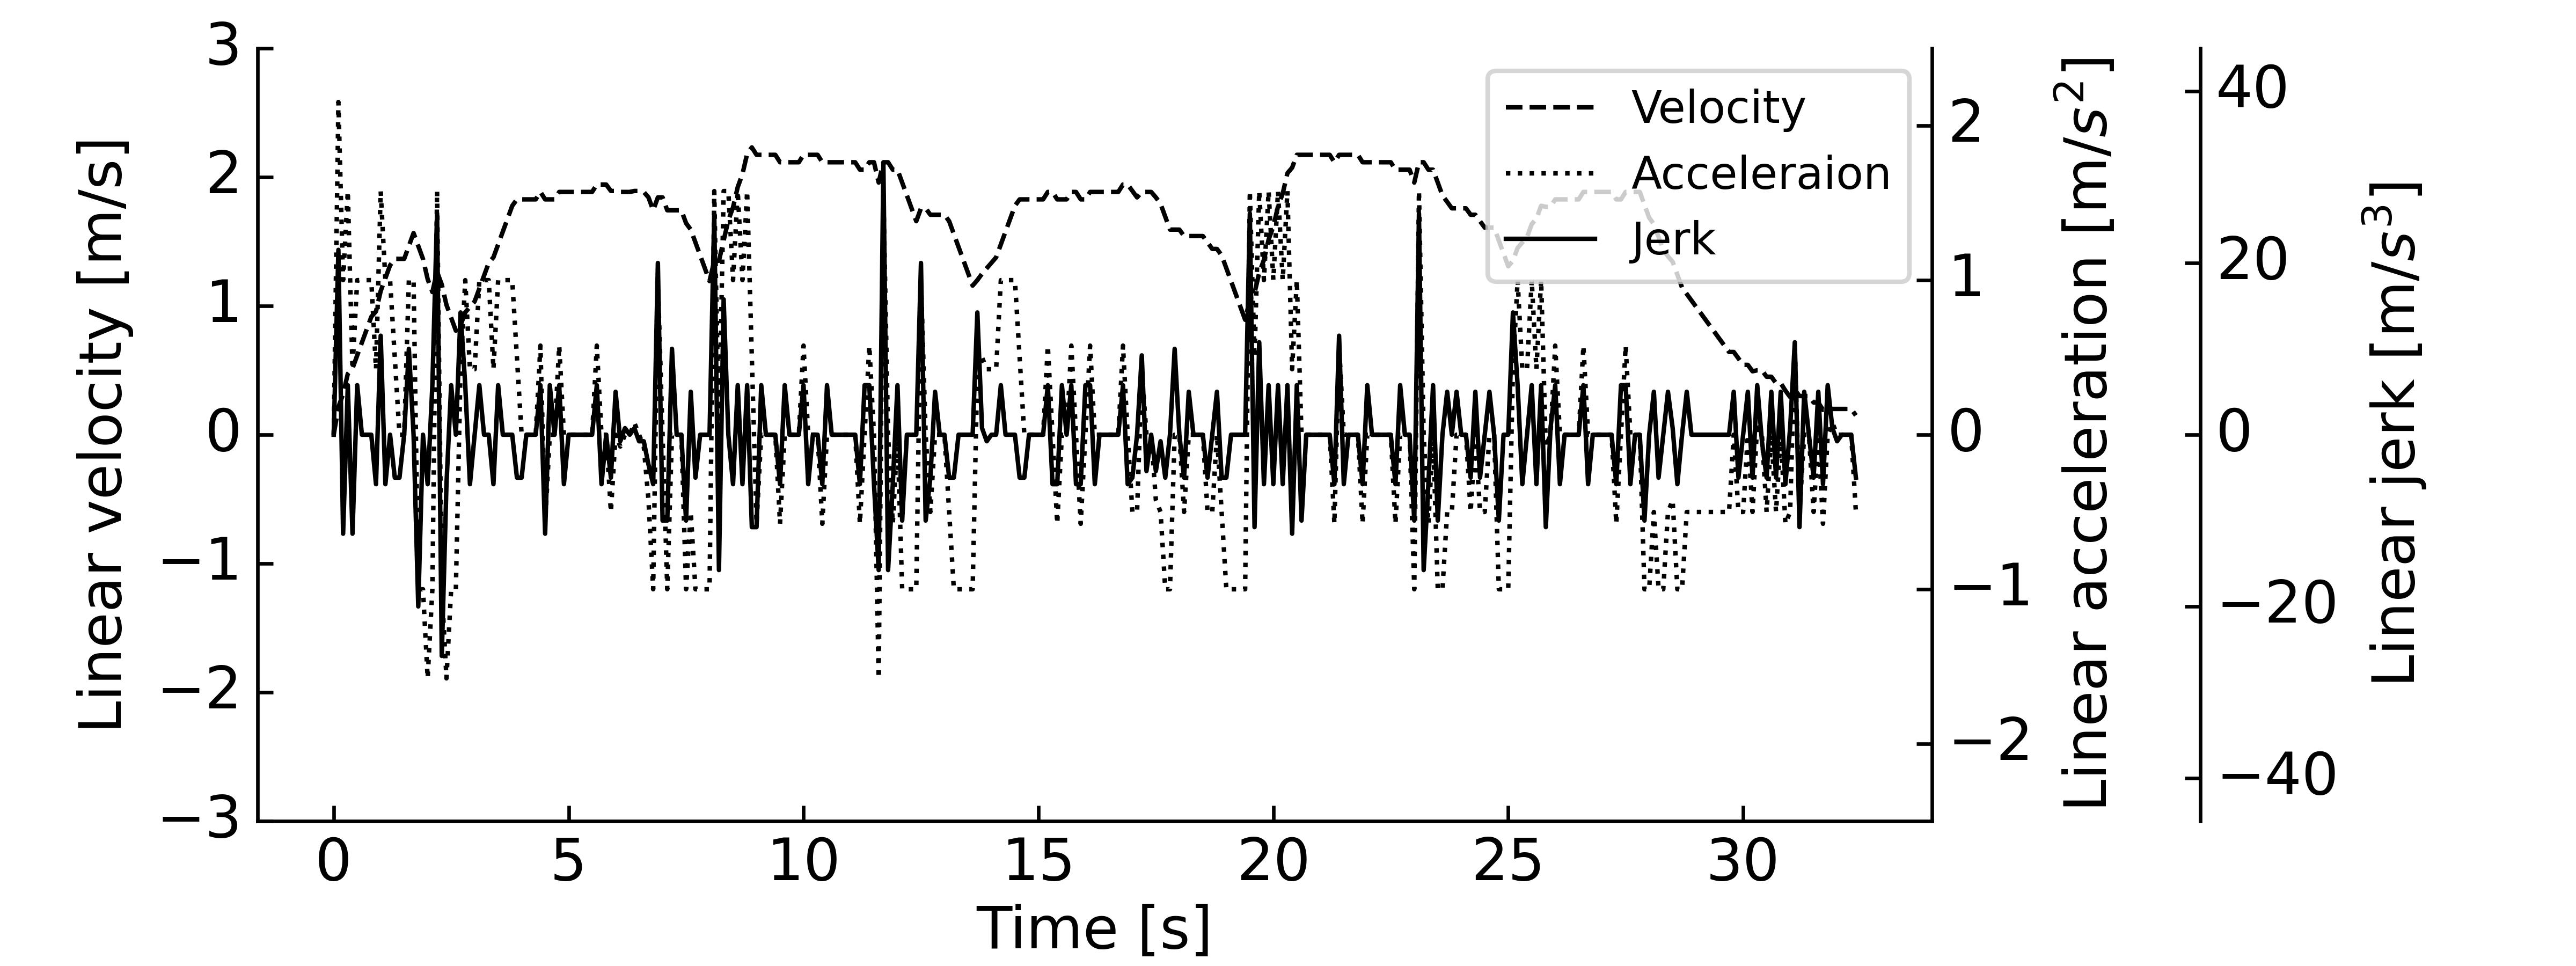 Linear velocity [m/s]
3
2
1
0
−1
−2
−3
0 5 10 15 20 25 30
Time [s]
Velocity
Acceleraion
Jerk
2
1
0
−1
−2
Linear acceleration [m/s²]
40
20
0
−20
−40
Linear jerk [m/s³]